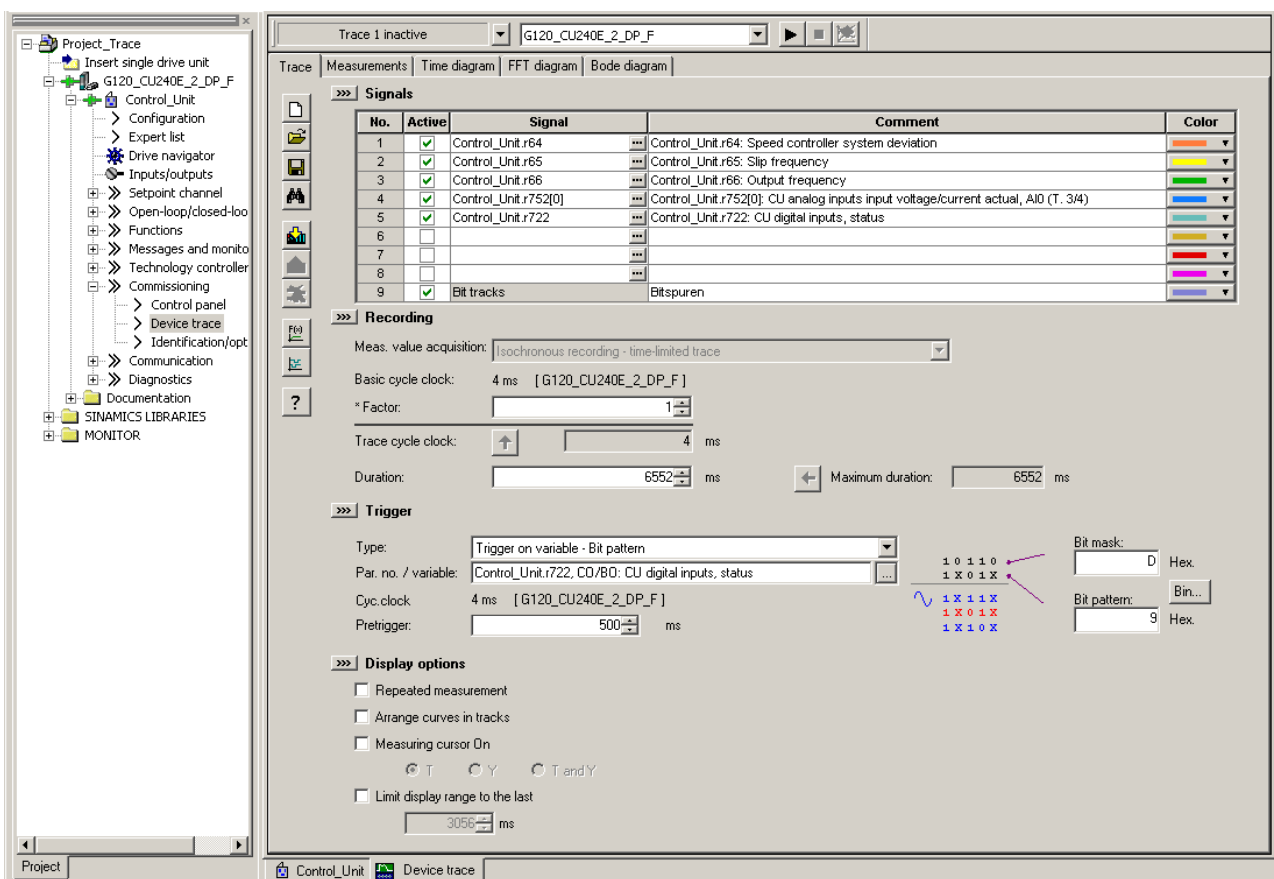 Project_Trace
Insert single drive unit
G120_CU240E_2_DP_F
Control_Unit
Configuration
Expert list
Drive navigator
Inputs/outputs
Setpoint channel
Open-loop/closed-loo
Functions
Messages and monito
Technology controller
Commissioning
Control panel
Device trace
Identification/opt
Communication
Diagnostics
Documentation
SINAMICS LIBRARIES
MONITOR
Project
Trace 1 inactive G120_CU240E_2_DP_F
Trace Measurements Time diagram FFT diagram Bode diagram
>>> Signals
No. Active Signal Comment Color
1 Control_Unit.r64 ... Control_Unit.r64: Speed controller system deviation
2 Control_Unit.r65 ... Control_Unit.r65: Slip frequency
3 Control_Unit.r66 ... Control_Unit.r66: Output frequency
4 Control_Unit.r752[0] ... Control_Unit.r752[0]: CU analog inputs input voltage/current actual, AI0 (T. 3/4)
5 Control_Unit.r722 ... Control_Unit.r722: CU digital inputs, status
6 ...
7 ...
8 ...
9 Bit tracks Bitspuren
>>> Recording
Meas. value acquisition: Isochronous recording - time-limited trace
Basic cycle clock: 4 ms [G120_CU240E_2_DP_F]
* Factor: 1
Trace cycle clock: 4 ms
Duration: 6552 ms Maximum duration: 6552 ms
>>> Trigger
Type: Trigger on variable - Bit pattern
Par. no. / variable: Control_Unit.r722, CO/BO: CU digital inputs, status ...
Cyc.clock 4 ms [G120_CU240E_2_DP_F]
Pretrigger: 500 ms
1 0 1 1 0
1 X 0 1 X
1 X 1 1 X
1 X 0 1 X
1 X 1 0 X
Bit mask:
D Hex.
Bin...
Bit pattern:
9 Hex.
>>> Display options
Repeated measurement
Arrange curves in tracks
Measuring cursor On
T Y T and Y
Limit display range to the last
3056 ms
Control_Unit Device trace
F(x)
?